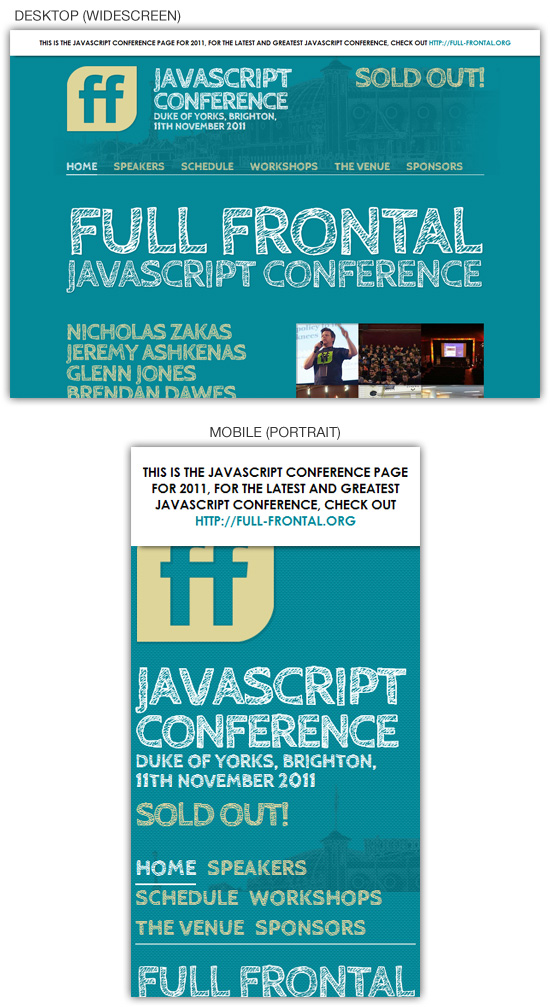 DESKTOP (WIDESCREEN)
THIS IS THE JAVASCRIPT CONFERENCE PAGE FOR 2011, FOR THE LATEST AND GREATEST JAVASCRIPT CONFERENCE, CHECK OUT HTTP://FULL-FRONTAL.ORG
ff
JAVASCRIPT
CONFERENCE
DUKE OF YORKS, BRIGHTON,
11TH NOVEMBER 2011
SOLD OUT!
HOME SPEAKERS SCHEDULE WORKSHOPS THE VENUE SPONSORS
FULL FRONTAL
JAVASCRIPT CONFERENCE
NICHOLAS ZAKAS
JEREMY ASHKENAS
GLENN JONES
BRENDAN DAWES
policy
MOBILE (PORTRAIT)
THIS IS THE JAVASCRIPT CONFERENCE PAGE
FOR 2011, FOR THE LATEST AND GREATEST
JAVASCRIPT CONFERENCE, CHECK OUT
HTTP://FULL-FRONTAL.ORG
ff
JAVASCRIPT
CONFERENCE
DUKE OF YORKS, BRIGHTON,
11TH NOVEMBER 2011
SOLD OUT!
HOME SPEAKERS
SCHEDULE WORKSHOPS
THE VENUE SPONSORS
FULL FRONTAL